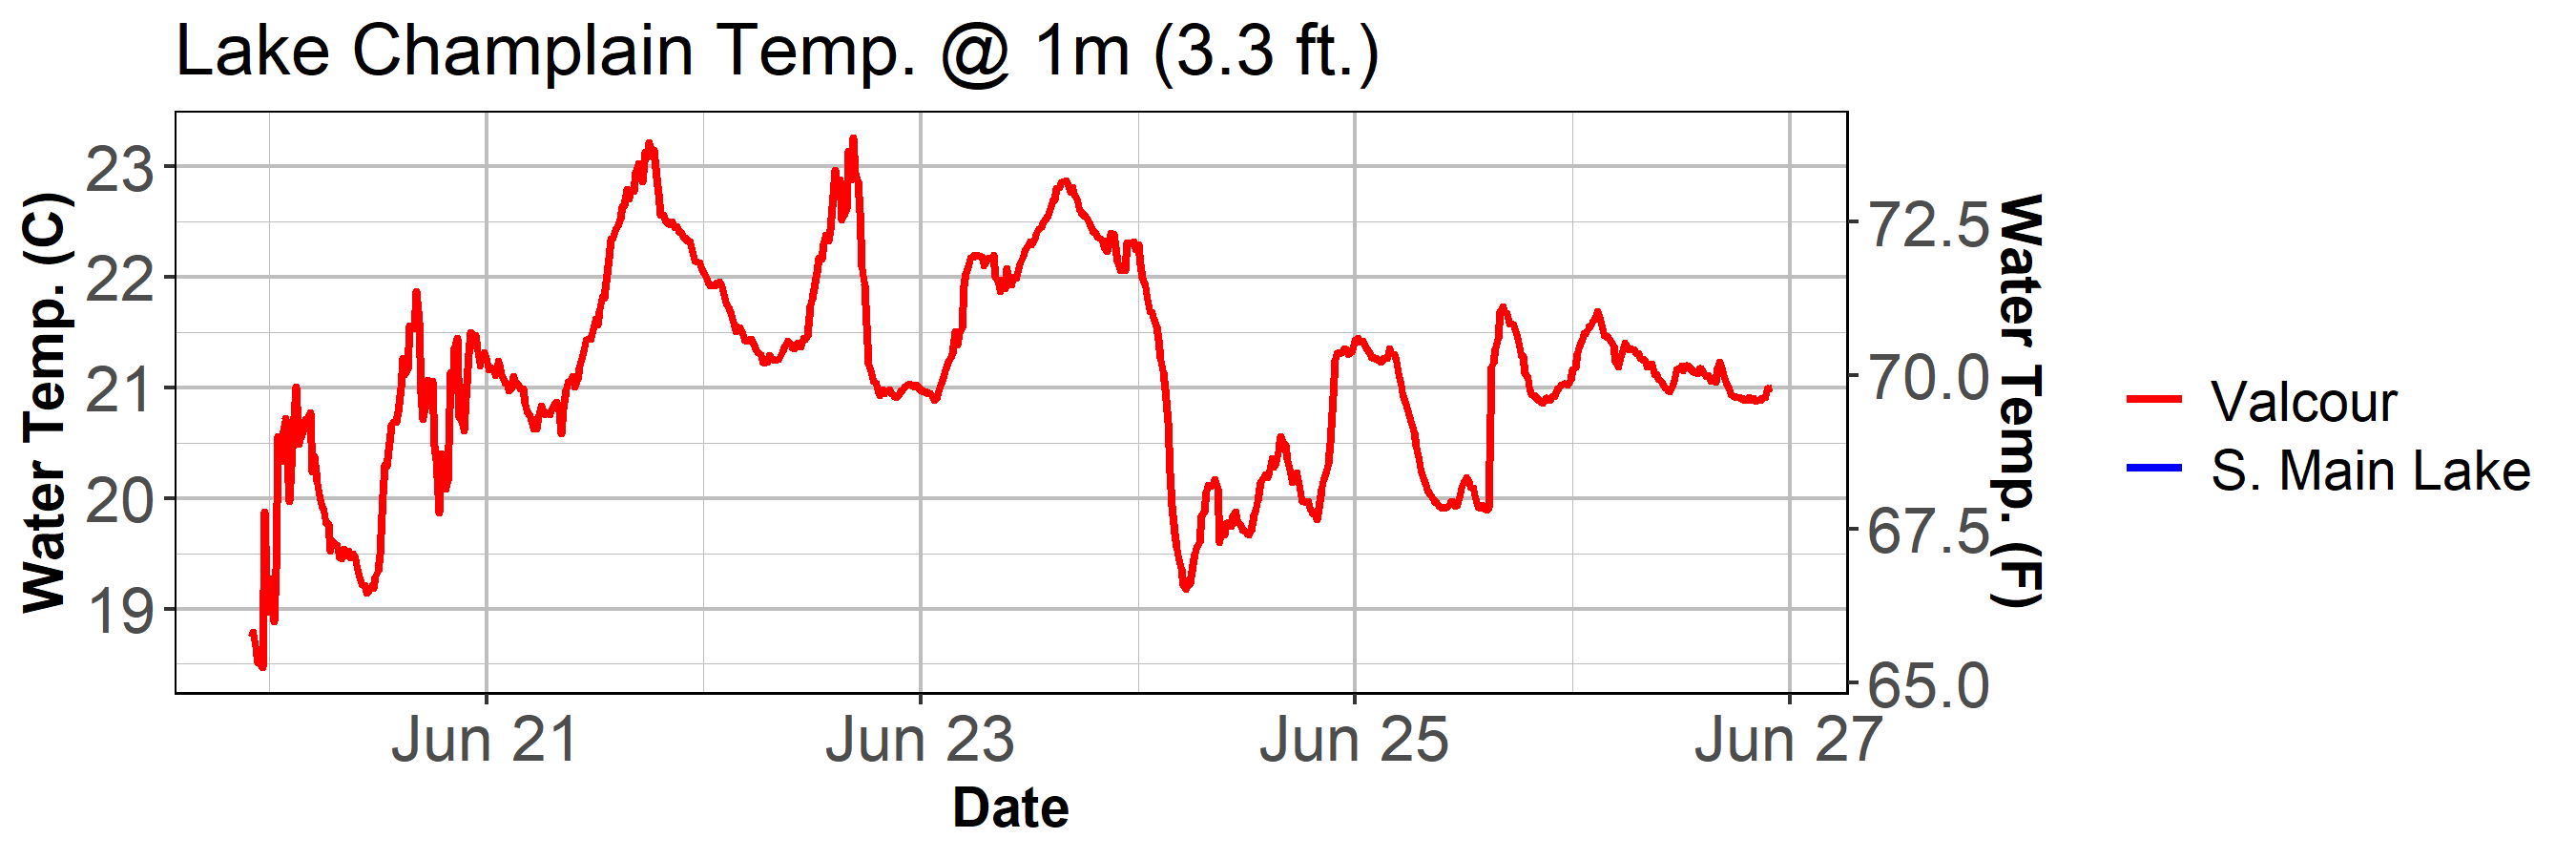 Lake Champlain Temp. @ 1m (3.3 ft.)
Water Temp. (C)
23
22
21
20
19
72.5
70.0
67.5
65.0
Water Temp. (F)
Jun 21
Jun 23
Jun 25
Jun 27
Date
Valcour
S. Main Lake